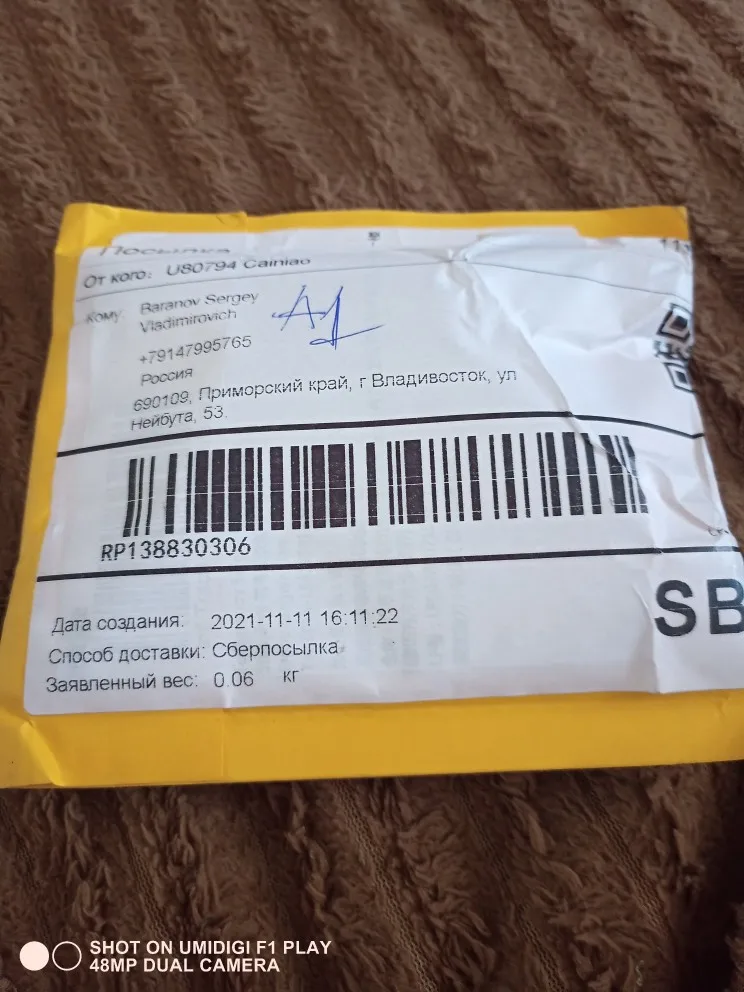 Посылка
От кого: U80794 Cainiao
Кому: Baranov Sergey
Vladimirovich
A1
+79147995765
Россия
690109, Приморский край, г Владивосток, ул
Нейбута, 53.
RP138830306
SB
Дата создания: 2021-11-11 16:11:22
Способ доставки: Сберпосылка
Заявленный вес: 0.06 кг
SHOT ON UMIDIGI F1 PLAY
48MP DUAL CAMERA